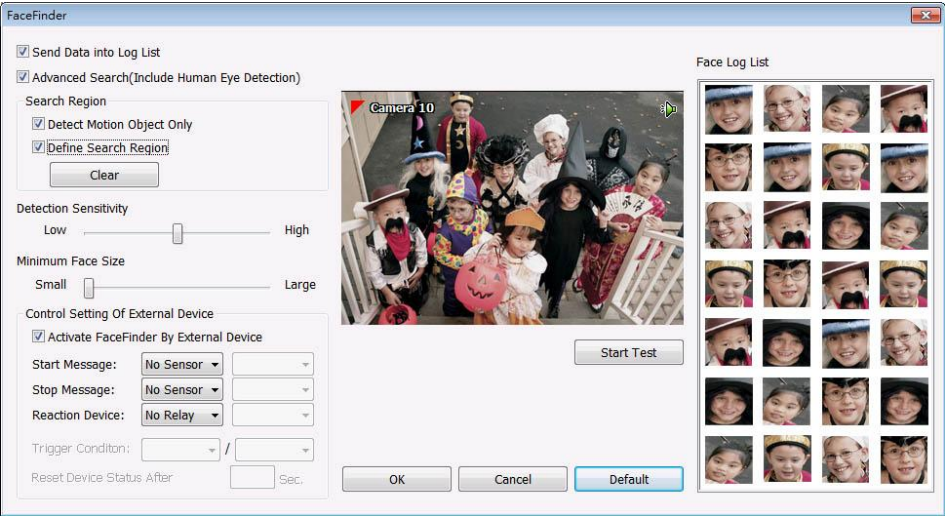 FaceFinder
Send Data into Log List
Advanced Search(Include Human Eye Detection)
Search Region
Detect Motion Object Only
Define Search Region
Clear
Detection Sensitivity
Low High
Minimum Face Size
Small Large
Control Setting Of External Device
Activate FaceFinder By External Device
Start Message: No Sensor
Stop Message: No Sensor
Reaction Device: No Relay
Trigger Conditon: /
Reset Device Status After Sec.
Camera 10
Start Test
OK Cancel Default
Face Log List